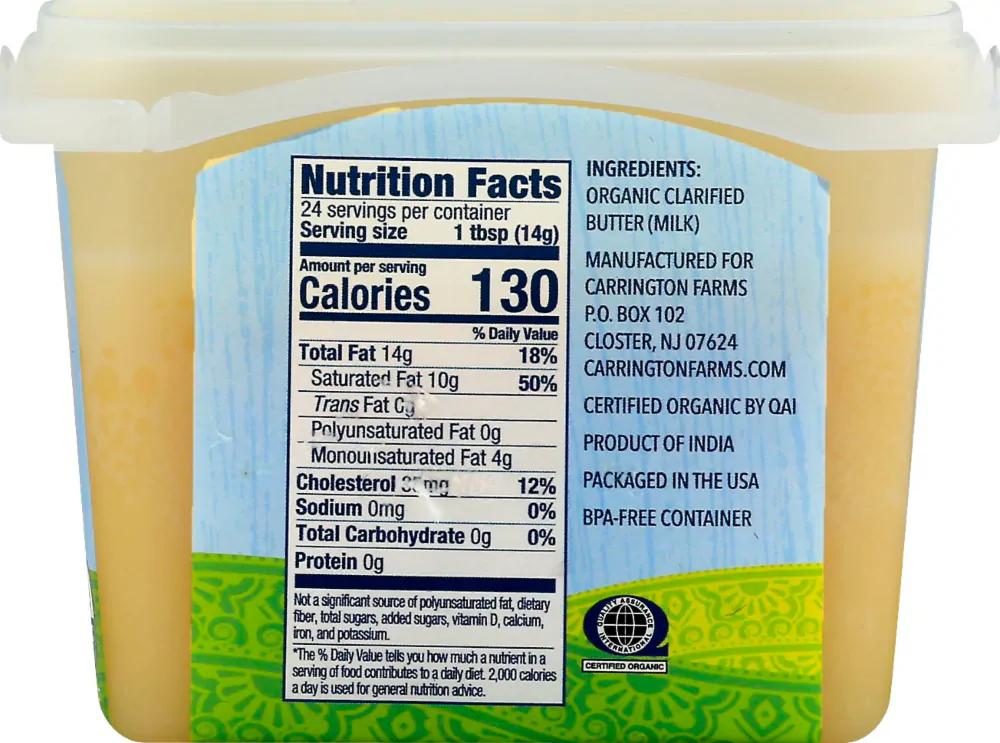 Nutrition Facts
24 servings per container
Serving size 1 tbsp (14g)
Amount per serving
Calories 130
% Daily Value
Total Fat 14g 18%
Saturated Fat 10g 50%
Trans Fat 0g
Polyunsaturated Fat 0g
Monounsaturated Fat 4g
Cholesterol 35mg 12%
Sodium 0mg 0%
Total Carbohydrate 0g 0%
Protein 0g
Not a significant source of polyunsaturated fat, dietary
fiber, total sugars, added sugars, vitamin D, calcium,
iron, and potassium.
*The % Daily Value tells you how much a nutrient in a
serving of food contributes to a daily diet. 2,000 calories
a day is used for general nutrition advice.
INGREDIENTS:
ORGANIC CLARIFIED
BUTTER (MILK)
MANUFACTURED FOR
CARRINGTON FARMS
P.O. BOX 102
CLOSTER, NJ 07624
CARRINGTONFARMS.COM
CERTIFIED ORGANIC BY QAI
PRODUCT OF INDIA
PACKAGED IN THE USA
BPA-FREE CONTAINER
QUALITY ASSURANCE
INTERNATIONAL
CERTIFIED ORGANIC